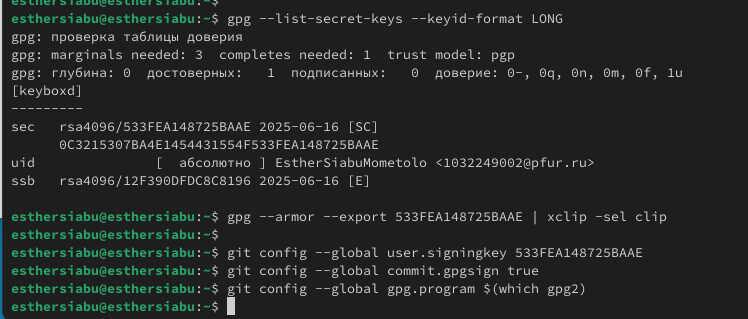 esthersiabu@esthersiabu:~$
esthersiabu@esthersiabu:~$ gpg --list-secret-keys --keyid-format LONG
gpg: проверка таблицы доверия
gpg: marginals needed: 3  completes needed: 1  trust model: pgp
gpg: глубина: 0  достоверных:   1  подписанных:   0  доверие: 0-, 0q, 0n, 0m, 0f, 1u
[keyboxd]
---------
sec   rsa4096/533FEA148725BAAE 2025-06-16 [SC]
      0C3215307BA4E1454431554F533FEA148725BAAE
uid              [  абсолютно ] EstherSiabuMometolo <1032249002@pfur.ru>
ssb   rsa4096/12F390DFDC8C8196 2025-06-16 [E]
esthersiabu@esthersiabu:~$ gpg --armor --export 533FEA148725BAAE | xclip -sel clip
esthersiabu@esthersiabu:~$
esthersiabu@esthersiabu:~$ git config --global user.signingkey 533FEA148725BAAE
esthersiabu@esthersiabu:~$ git config --global commit.gpgsign true
esthersiabu@esthersiabu:~$ git config --global gpg.program $(which gpg2)
esthersiabu@esthersiabu:~$